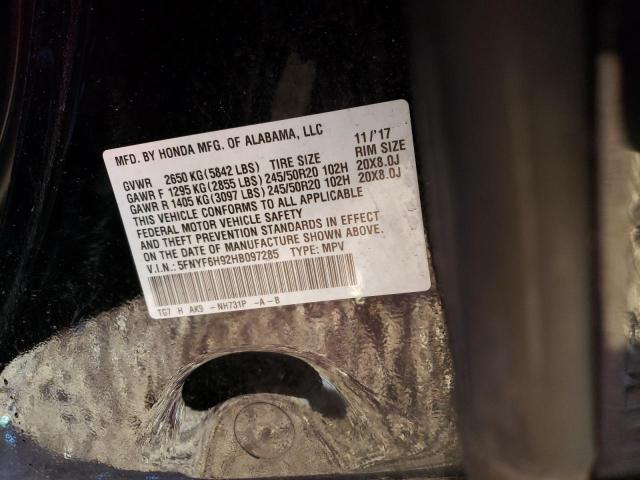 MFD. BY HONDA MFG. OF ALABAMA, LLC 11/'17
GVWR 2650 KG (5842 LBS) TIRE SIZE RIM SIZE
GAWR F 1295 KG (2855 LBS) 245/50R20 102H 20X8.0J
GAWR R 1405 KG (3097 LBS) 245/50R20 102H 20X8.0J
THIS VEHICLE CONFORMS TO ALL APPLICABLE
FEDERAL MOTOR VEHICLE SAFETY
AND THEFT PREVENTION STANDARDS IN EFFECT
ON THE DATE OF MANUFACTURE SHOWN ABOVE.
V.I.N.: 5FNYF6H92HB097285 TYPE: MPV
TG7 H AK9 -NH731P -A-B